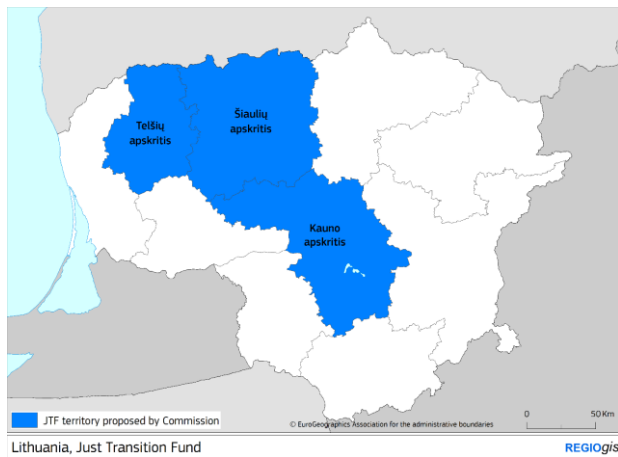 Telšių
apskritis
Šiaulių
apskritis
Kauno
apskritis
JTF territory proposed by Commission
© EuroGeographics Association for the administrative boundaries
0 50 Km
Lithuania, Just Transition Fund
REGIOgis